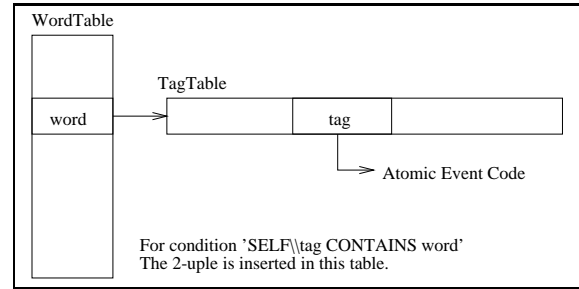 WordTable
TagTable
word
tag
Atomic Event Code
For condition 'SELF\\tag CONTAINS word'
The 2-uple is inserted in this table.